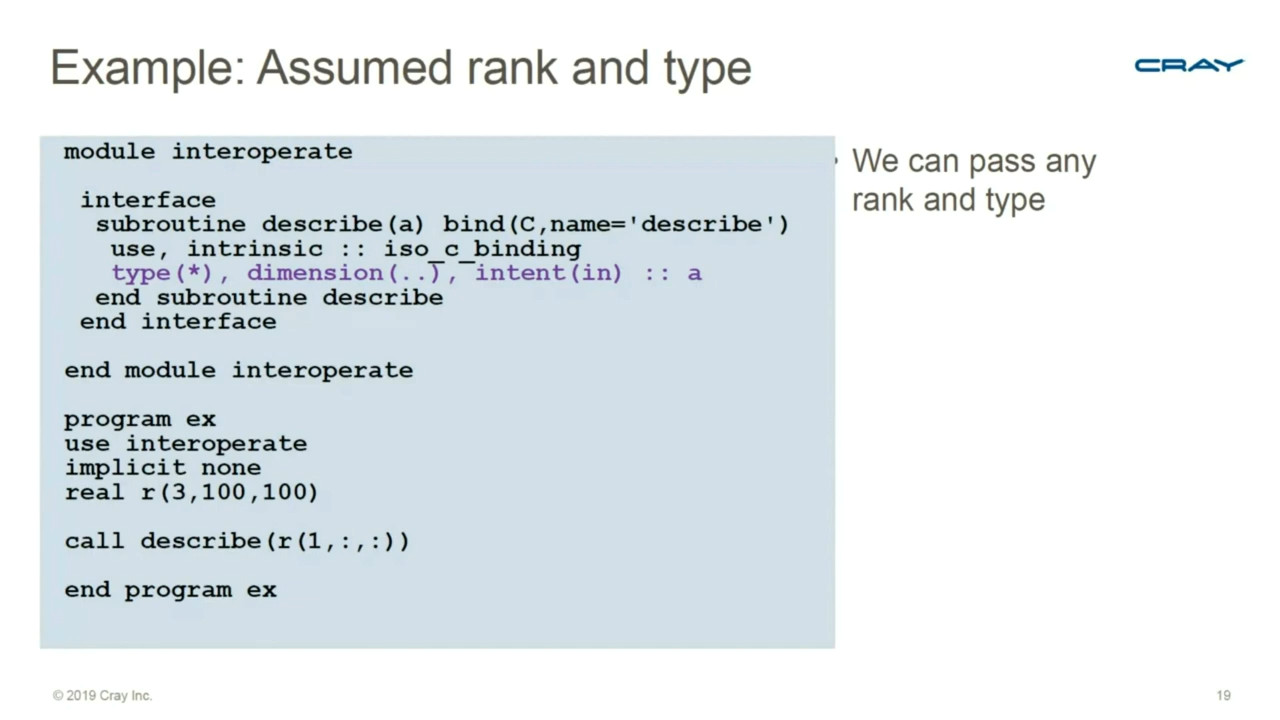 Example: Assumed rank and type
CRAY
module interoperate
interface
subroutine describe(a) bind(C,name='describe')
use, intrinsic :: iso_c_binding
type(*), dimension(..), intent(in) :: a
end subroutine describe
end interface
end module interoperate
program ex
use interoperate
implicit none
real r(3,100,100)
call describe(r(1,:,:))
end program ex
• We can pass any
rank and type
© 2019 Cray Inc.
19